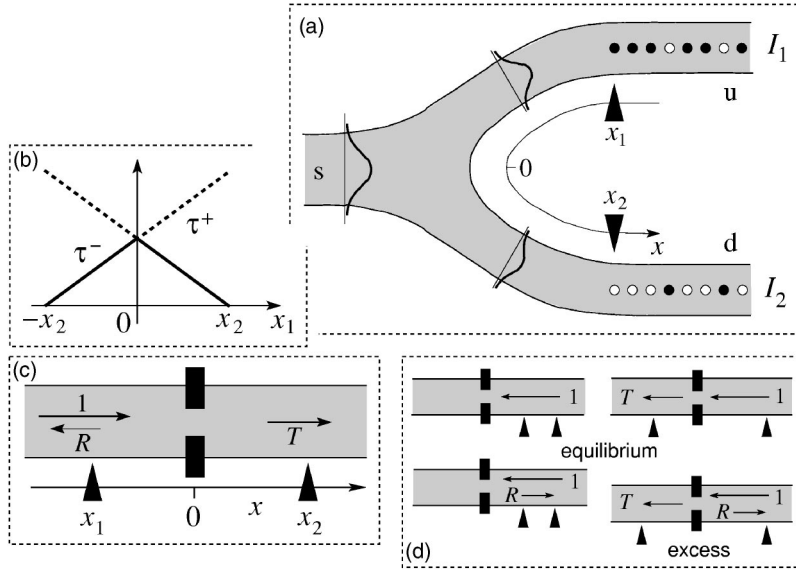 (a)
I₁
u
x₁
s
0
x₂
x
d
I₂
(b)
τ⁻
τ⁺
−x₂
0
x₂
x₁
(c)
1
R
T
x₁
0
x
x₂
1
T
1
equilibrium
1
R
T
1
R
(d)
excess